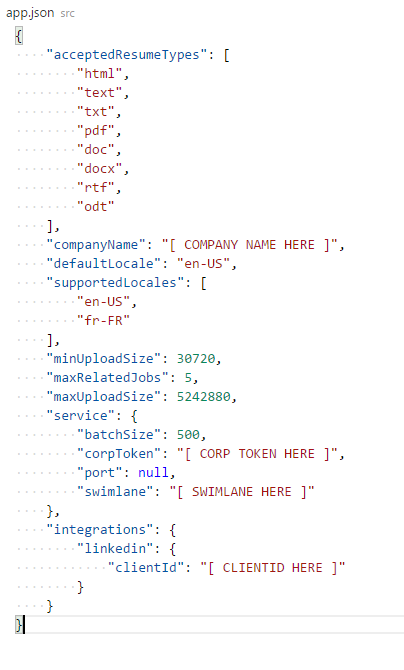 app.json src
{
    "acceptedResumeTypes": [
        "html",
        "text",
        "txt",
        "pdf",
        "doc",
        "docx",
        "rtf",
        "odt"
    ],
    "companyName": "[ COMPANY NAME HERE ]",
    "defaultLocale": "en-US",
    "supportedLocales": [
        "en-US",
        "fr-FR"
    ],
    "minUploadSize": 30720,
    "maxRelatedJobs": 5,
    "maxUploadSize": 5242880,
    "service": {
        "batchSize": 500,
        "corpToken": "[ CORP TOKEN HERE ]",
        "port": null,
        "swimlane": "[ SWIMLANE HERE ]"
    },
    "integrations": {
        "linkedin": {
            "clientId": "[ CLIENTID HERE ]"
        }
    }
}